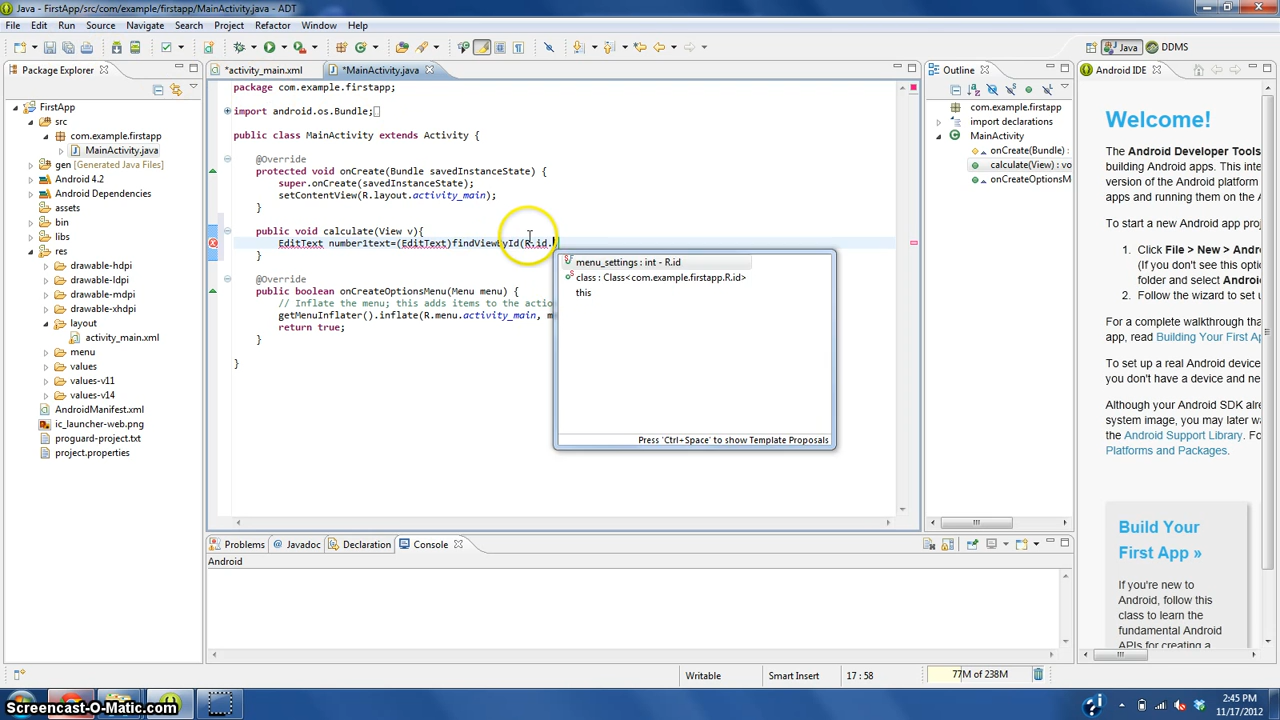 Java - FirstApp/src/com/example/firstapp/MainActivity.java - ADT
File Edit Run Source Navigate Search Project Refactor Window Help
Java DDMS
Package Explorer
FirstApp
src
com.example.firstapp
MainActivity.java
gen [Generated Java Files]
Android 4.2
Android Dependencies
assets
bin
libs
res
drawable-hdpi
drawable-ldpi
drawable-mdpi
drawable-xhdpi
layout
activity_main.xml
menu
values
values-v11
values-v14
AndroidManifest.xml
ic_launcher-web.png
proguard-project.txt
project.properties
*activity_main.xml *MainActivity.java
package com.example.firstapp;
import android.os.Bundle;
public class MainActivity extends Activity {
@Override
protected void onCreate(Bundle savedInstanceState) {
super.onCreate(savedInstanceState);
setContentView(R.layout.activity_main);
}
public void calculate(View v){
EditText number1text=(EditText)findViewById(R.id.
}
@Override
public boolean onCreateOptionsMenu(Menu menu) {
// Inflate the menu; this adds items to the actio
getMenuInflater().inflate(R.menu.activity_main, m
return true;
}
}
menu_settings : int - R.id
class : Class<com.example.firstapp.R.id>
this
Press 'Ctrl+Space' to show Template Proposals
Problems Javadoc Declaration Console
Android
Outline
com.example.firstapp
import declarations
MainActivity
onCreate(Bundle) :
calculate(View) : vo
onCreateOptionsM
Android IDE
Welcome!
The Android Developer Tools
building Android apps. This inte
version of the Android platform
apps and running them on the
To start a new Android app proj
1. Click File > New > Andro
(If you don't see this opti
folder and select Android
2. Follow the wizard to set u
For a complete walkthrough tha
app, read Building Your First Ap
To set up a real Android device
you don't have a device and ne
Although your Android SDK alr
system image, you may later wa
the Android Support Library. Fo
Platforms and Packages.
Build Your
First App »
If you're new to
Android, follow this
class to learn the
fundamental Android
APIs for creating a
Writable Smart Insert 17 : 58 77M of 238M
Screencast-O-Matic.com
2:45 PM
11/17/2012